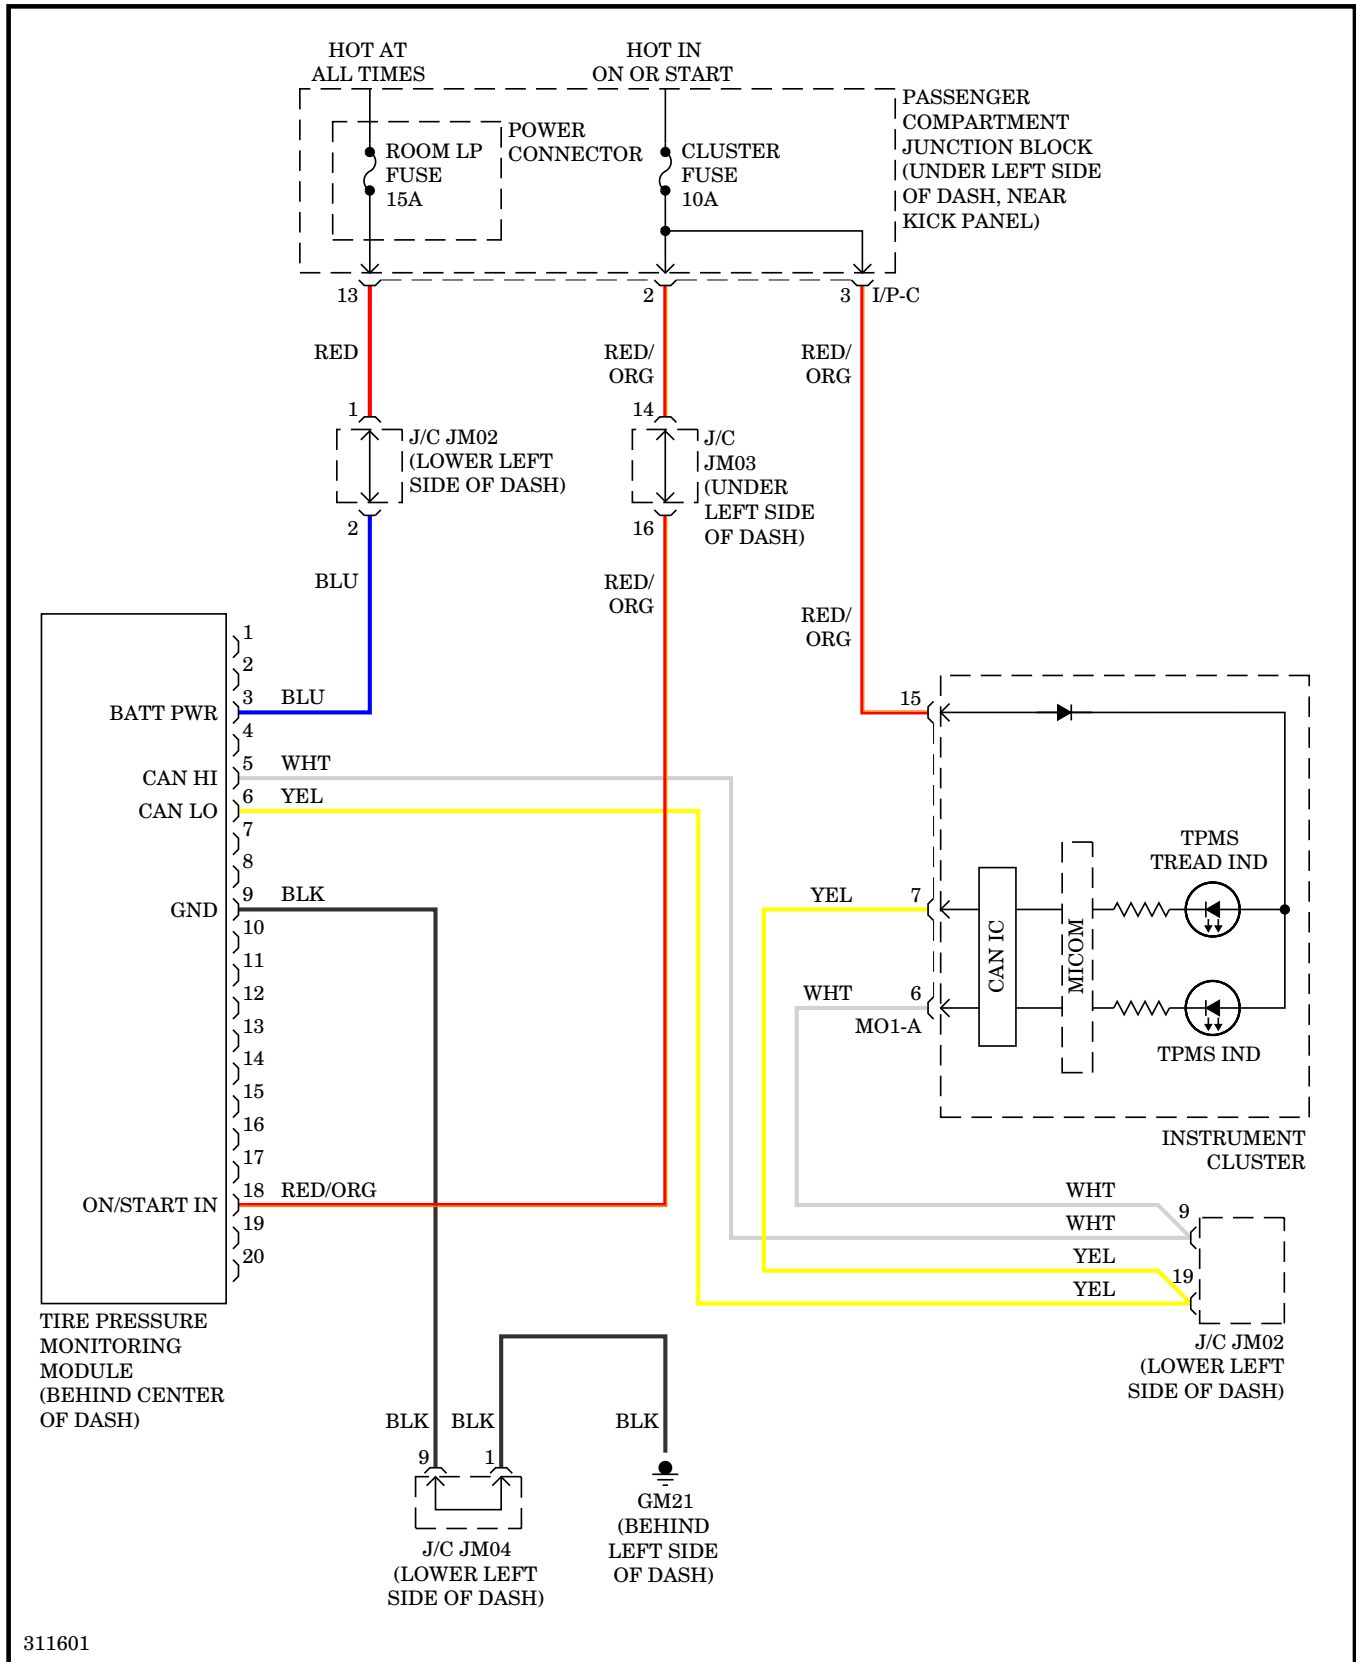 HOT AT
ALL TIMES
HOT IN
ON OR START
PASSENGER
COMPARTMENT
JUNCTION BLOCK
(UNDER LEFT SIDE
OF DASH, NEAR
KICK PANEL)
POWER
CONNECTOR
ROOM LP
FUSE
15A
CLUSTER
FUSE
10A
13
2
3
I/P-C
RED
RED/
ORG
RED/
ORG
1
14
J/C JM02
(LOWER LEFT
SIDE OF DASH)
J/C
JM03
(UNDER
LEFT SIDE
OF DASH)
2
16
BLU
RED/
ORG
RED/
ORG
1
2
BATT PWR
3
BLU
4
CAN HI
5
WHT
CAN LO
6
YEL
7
8
GND
9
BLK
10
11
12
13
14
15
16
17
ON/START IN
18
RED/ORG
19
20
TIRE PRESSURE
MONITORING
MODULE
(BEHIND CENTER
OF DASH)
15
TPMS
TREAD IND
YEL
7
CAN IC
MICOM
WHT
6
MO1-A
TPMS IND
INSTRUMENT
CLUSTER
WHT
9
WHT
YEL
19
YEL
J/C JM02
(LOWER LEFT
SIDE OF DASH)
BLK
BLK
BLK
9
1
J/C JM04
(LOWER LEFT
SIDE OF DASH)
GM21
(BEHIND
LEFT SIDE
OF DASH)
311601